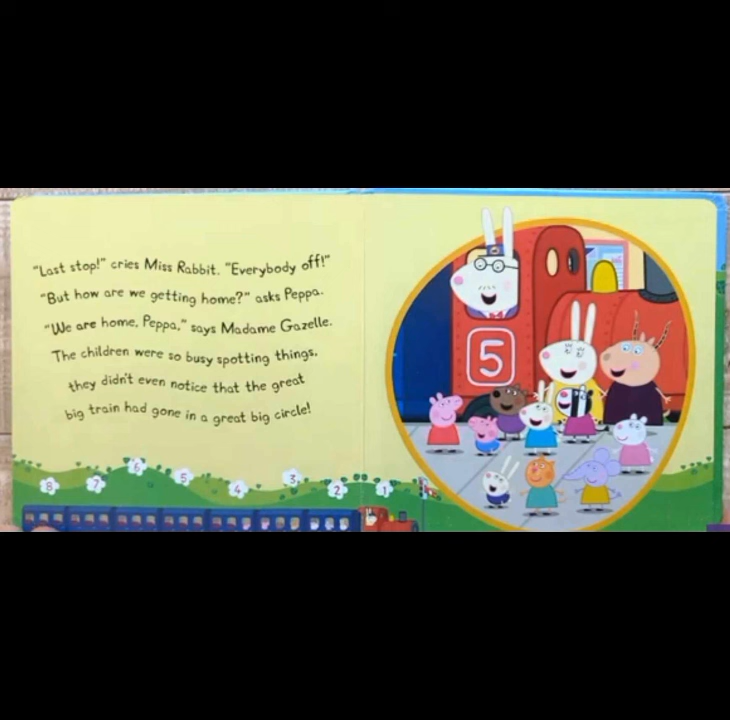 "Last stop!" cries Miss Rabbit. "Everybody off!"
"But how are we getting home?" asks Peppa.
"We are home, Peppa," says Madame Gazelle.
The children were so busy spotting things,
they didn't even notice that the great
big train had gone in a great big circle!
8 7 6 5 4 3 2 1
5